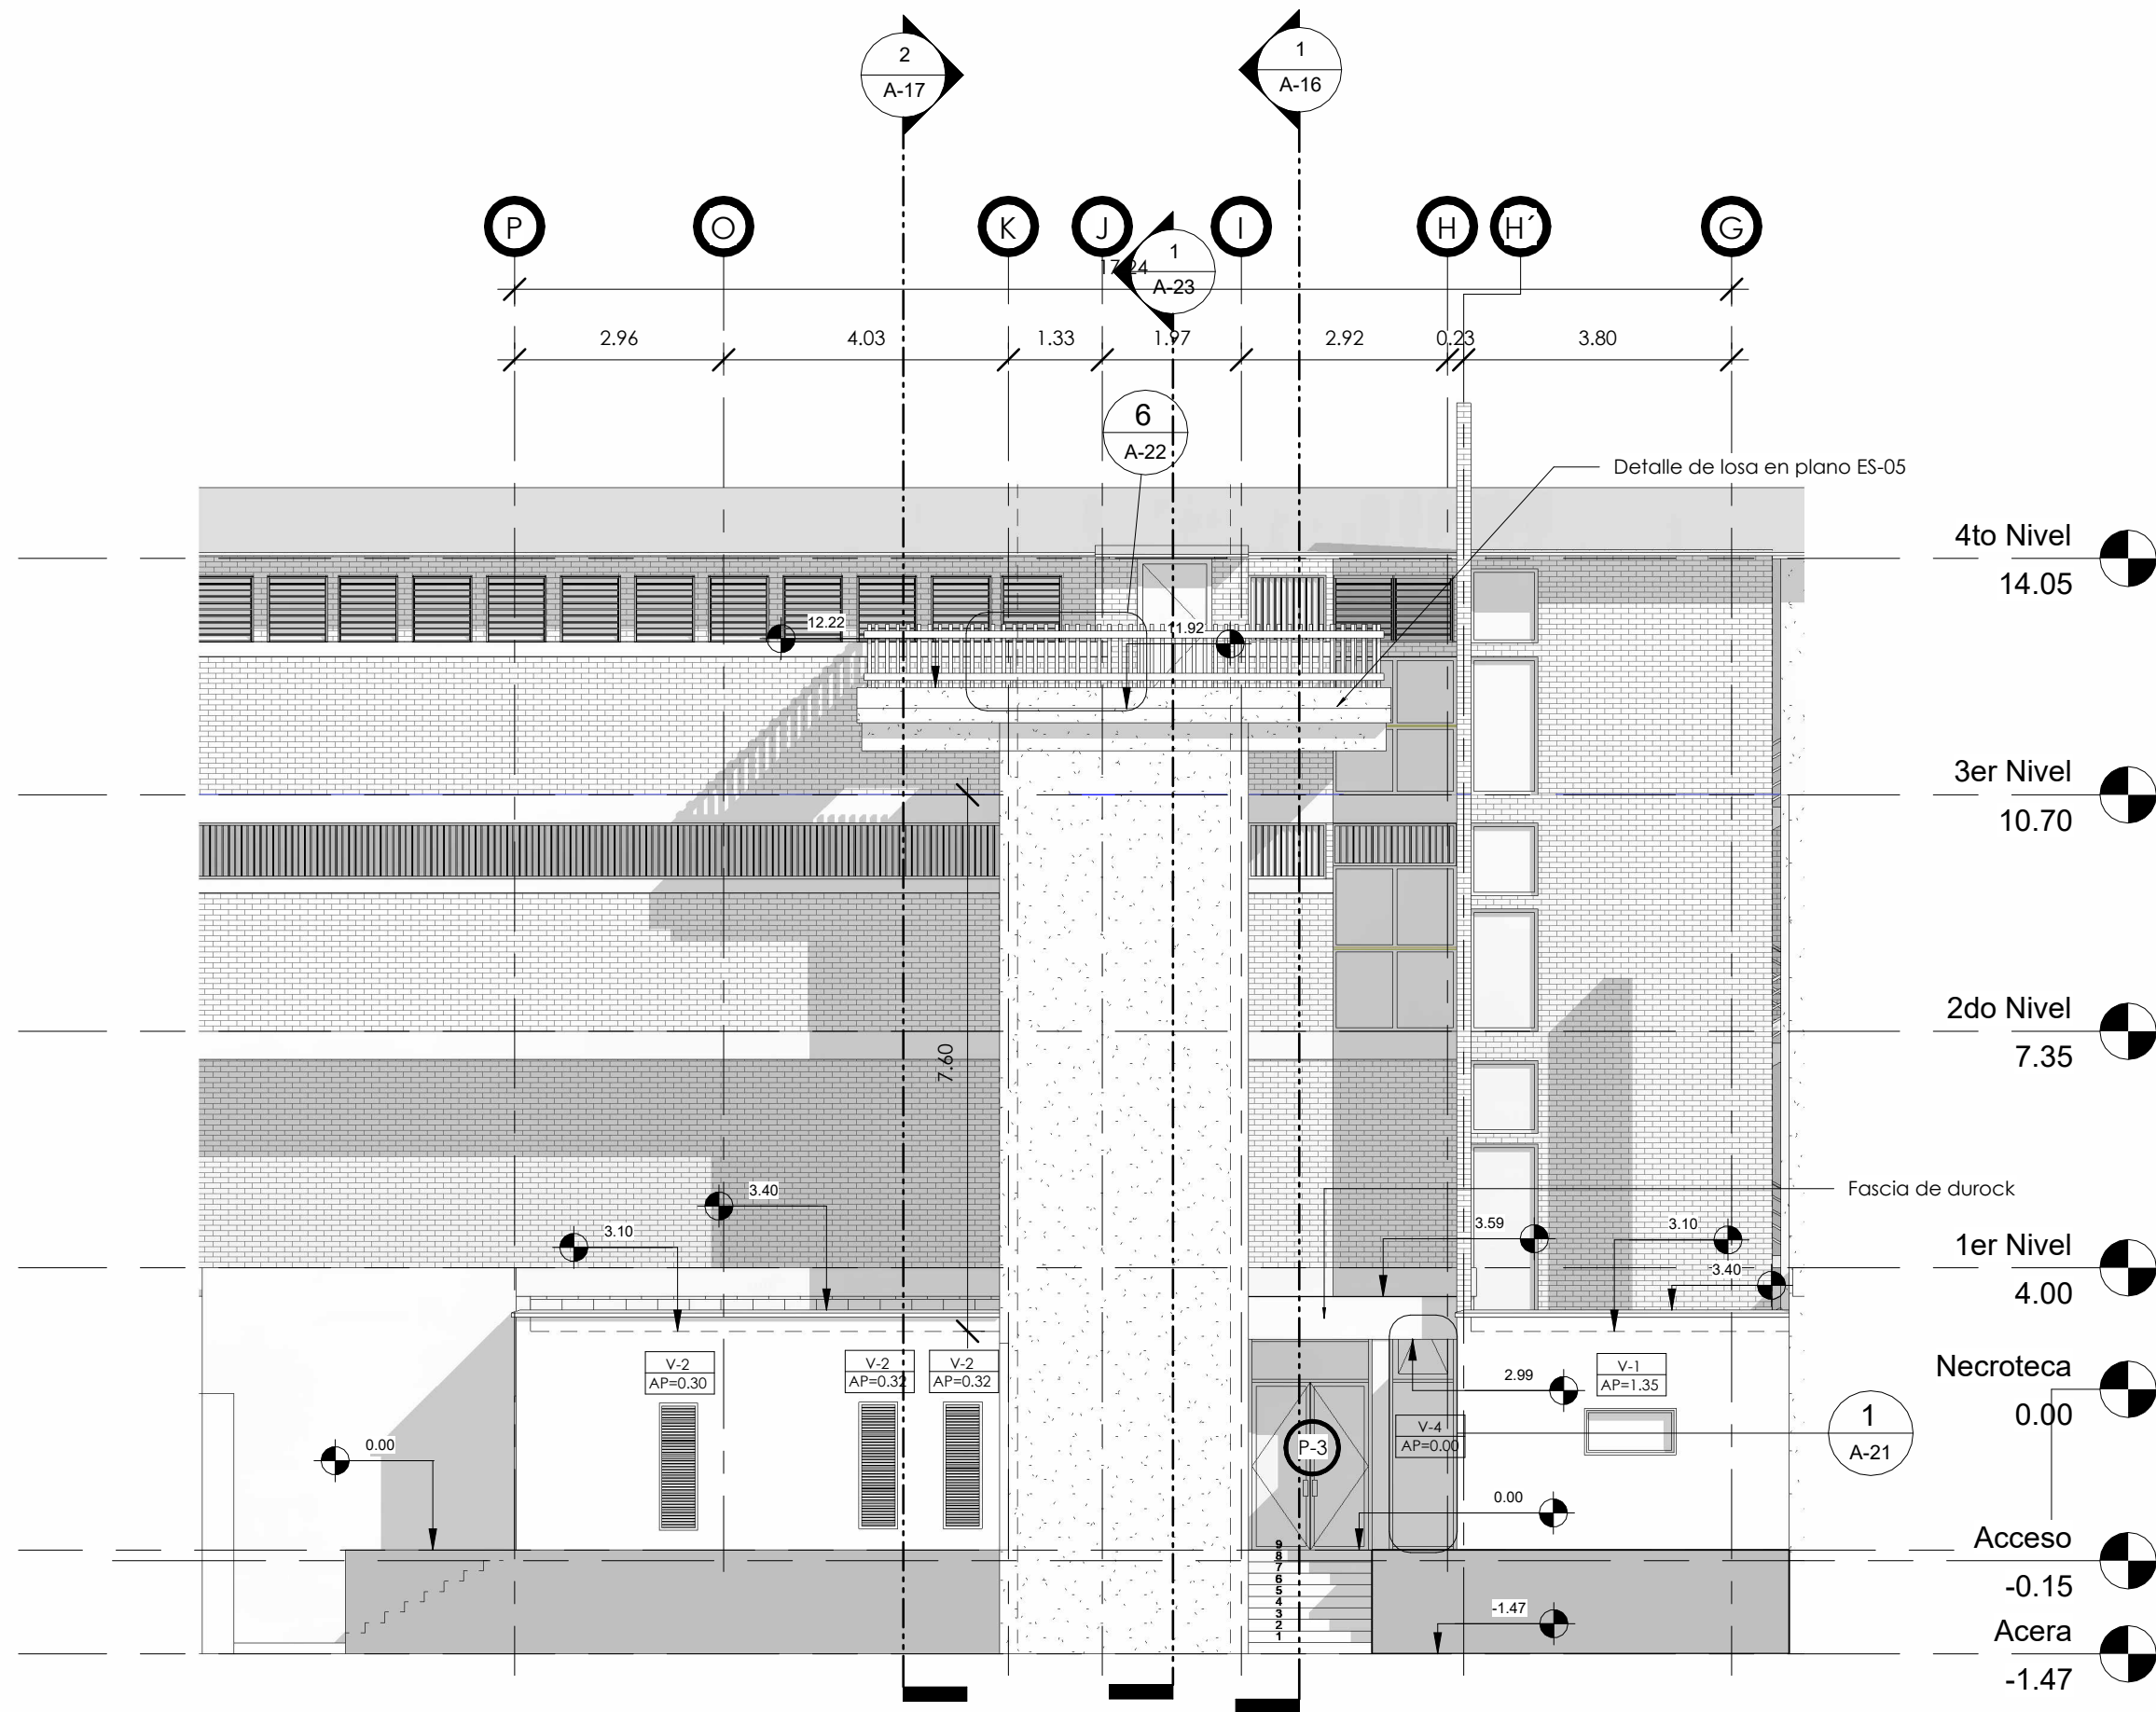 2
A-17
1
A-16
P
O
K
J
I
H
H´
G
17.24
1
A-23
2.96
4.03
1.33
1.97
2.92
0.23
3.80
6
A-22
Detalle de losa en plano ES-05
4to Nivel
14.05
12.22
11.92
3er Nivel
10.70
2do Nivel
7.35
7.60
Fascia de durock
3.40
3.10
3.59
3.10
3.40
1er Nivel
4.00
V-2
AP=0.30
V-2
AP=0.32
V-2
AP=0.32
2.99
V-1
AP=1.35
Necroteca
0.00
1
A-21
V-4
AP=0.00
P-3
0.00
0.00
Acceso
-0.15
9
8
7
6
5
4
3
2
1
-1.47
Acera
-1.47